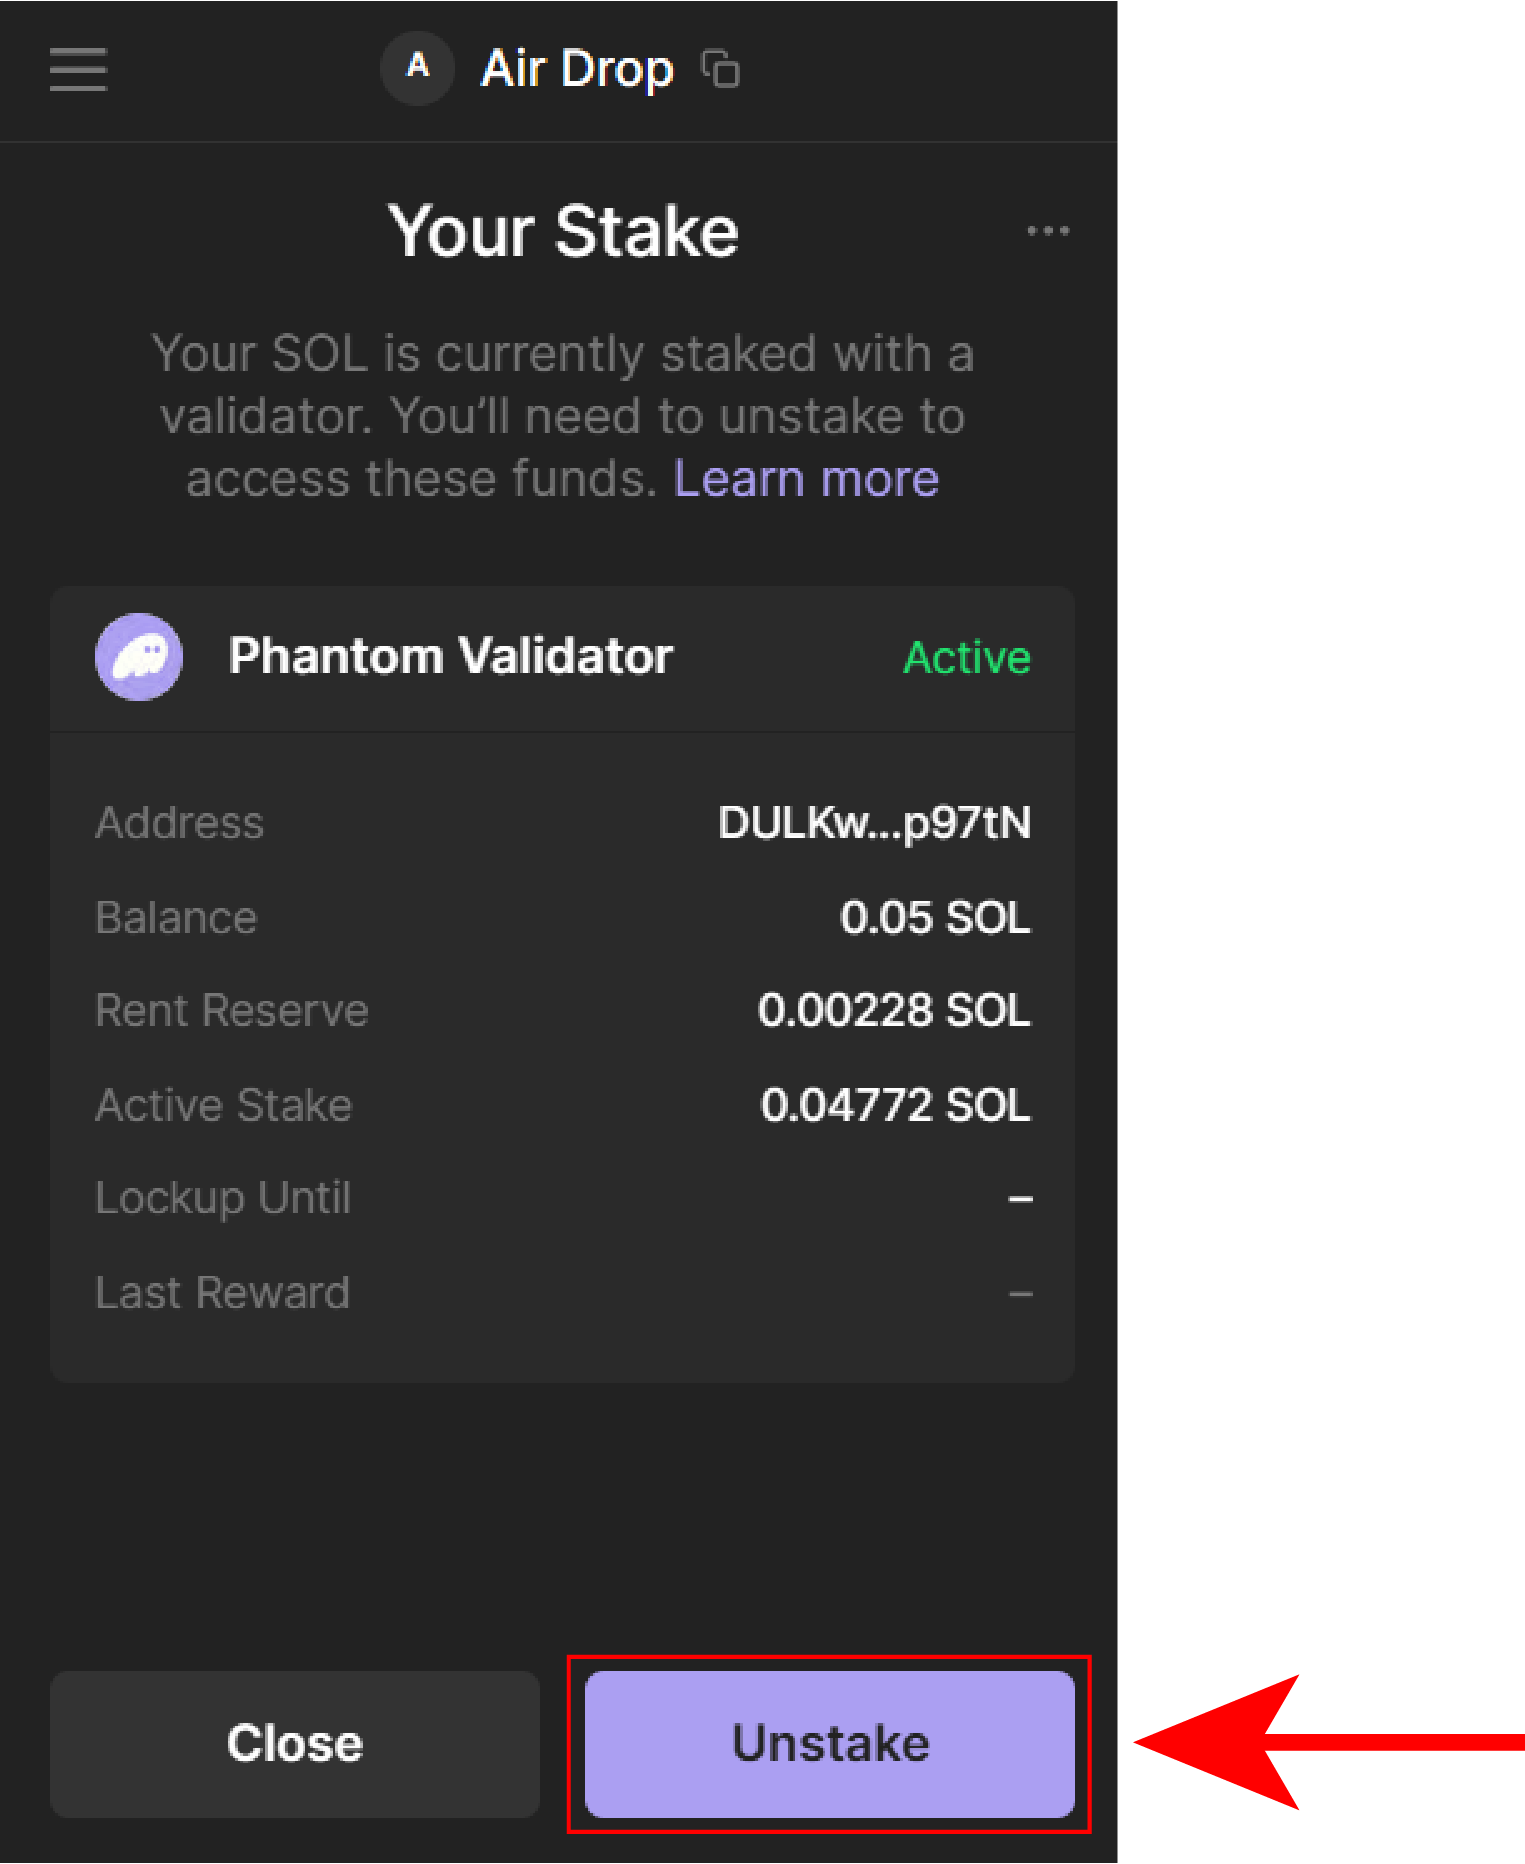 A Air Drop
Your Stake
Your SOL is currently staked with a
validator. You'll need to unstake to
access these funds. Learn more
Phantom Validator Active
Address DULKw...p97tN
Balance 0.05 SOL
Rent Reserve 0.00228 SOL
Active Stake 0.04772 SOL
Lockup Until –
Last Reward –
Close Unstake